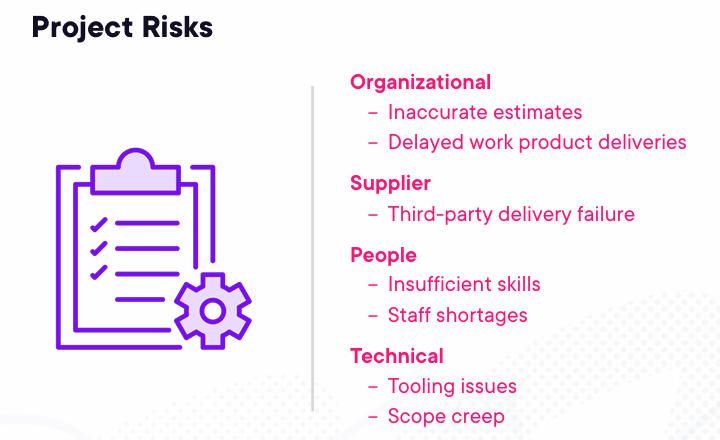 Project Risks
Organizational
– Inaccurate estimates
– Delayed work product deliveries
Supplier
– Third-party delivery failure
People
– Insufficient skills
– Staff shortages
Technical
– Tooling issues
– Scope creep